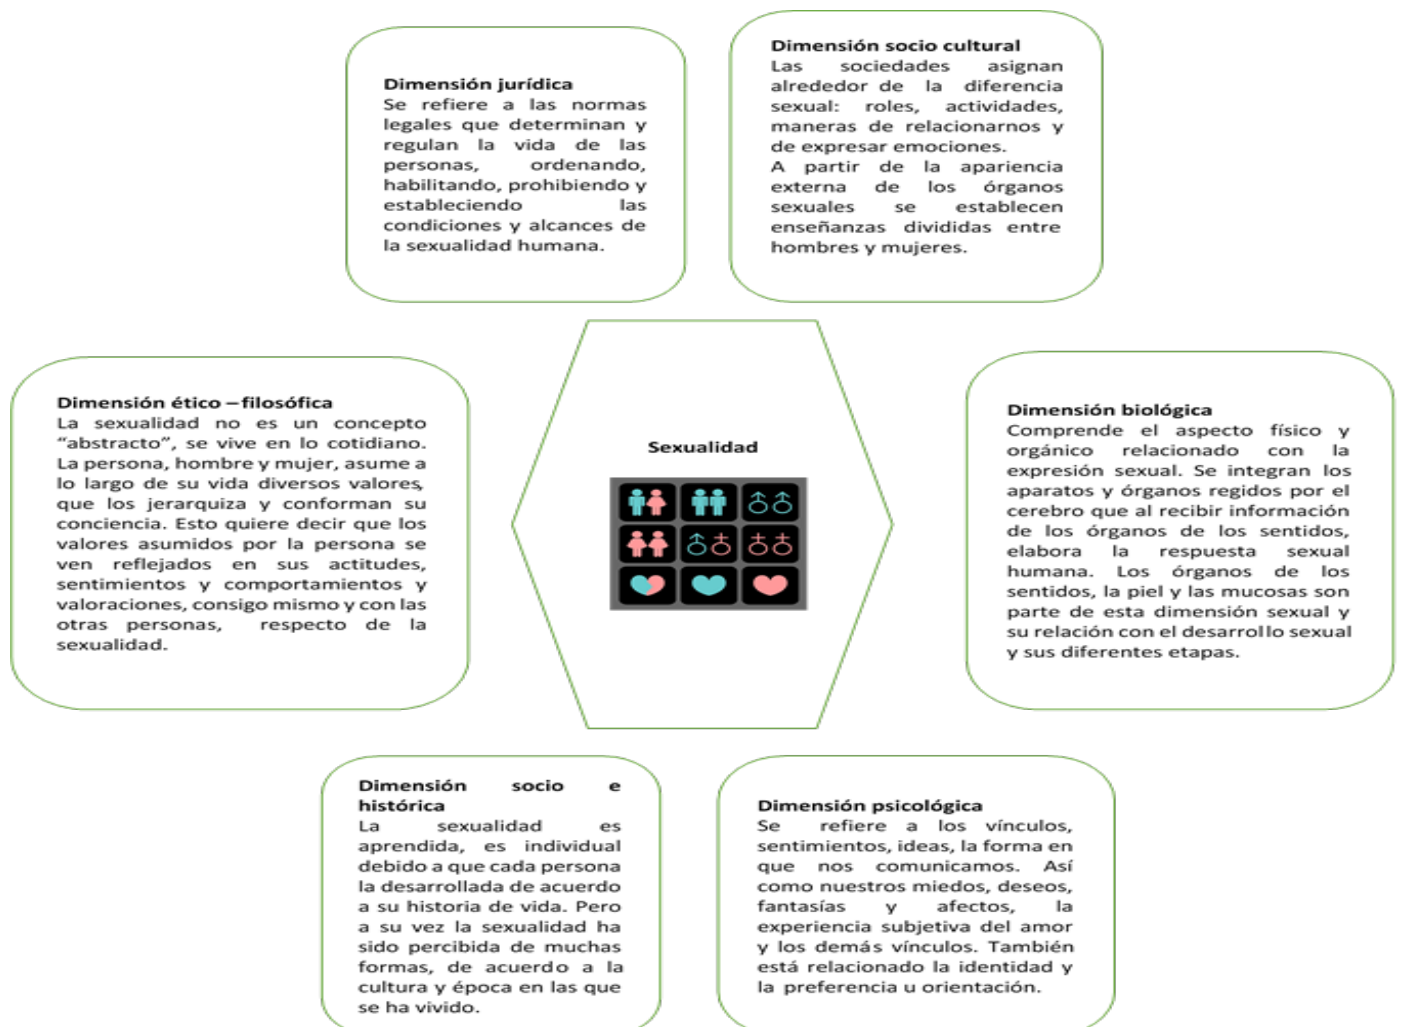 Dimensión jurídica
Se refiere a las normas
legales que determinan y
regulan la vida de las
personas, ordenando,
habilitando, prohibiendo y
estableciendo las
condiciones y alcances de
la sexualidad humana.
Dimensión socio cultural
Las sociedades asignan
alrededor de la diferencia
sexual: roles, actividades,
maneras de relacionarnos y
de expresar emociones.
A partir de la apariencia
externa de los órganos
sexuales se establecen
enseñanzas divididas entre
hombres y mujeres.
Dimensión ético – filosófica
La sexualidad no es un concepto
“abstracto”, se vive en lo cotidiano.
La persona, hombre y mujer, asume a
lo largo de su vida diversos valores,
que los jerarquiza y conforman su
conciencia. Esto quiere decir que los
valores asumidos por la persona se
ven reflejados en sus actitudes,
sentimientos y comportamientos y
valoraciones, consigo mismo y con las
otras personas, respecto de la
sexualidad.
Sexualidad
Dimensión biológica
Comprende el aspecto físico y
orgánico relacionado con la
expresión sexual. Se integran los
aparatos y órganos regidos por el
cerebro que al recibir información
de los órganos de los sentidos,
elabora la respuesta sexual
humana. Los órganos de los
sentidos, la piel y las mucosas son
parte de esta dimensión sexual y
su relación con el desarrollo sexual
y sus diferentes etapas.
Dimensión socio e
histórica
La sexualidad es
aprendida, es individual
debido a que cada persona
la desarrollada de acuerdo
a su historia de vida. Pero
a su vez la sexualidad ha
sido percibida de muchas
formas, de acuerdo a la
cultura y época en las que
se ha vivido.
Dimensión psicológica
Se refiere a los vínculos,
sentimientos, ideas, la forma en
que nos comunicamos. Así
como nuestros miedos, deseos,
fantasías y afectos, la
experiencia subjetiva del amor
y los demás vínculos. También
está relacionado la identidad y
la preferencia u orientación.